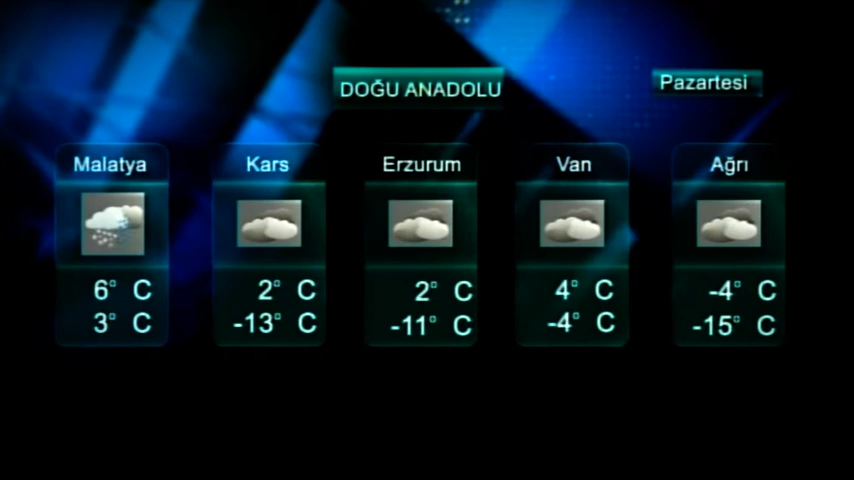 DOĞU ANADOLU
Pazartesi
Malatya Kars Erzurum Van Ağrı
6° C 2° C 2° C 4° C -4° C
3° C -13° C -11° C -4° C -15° C